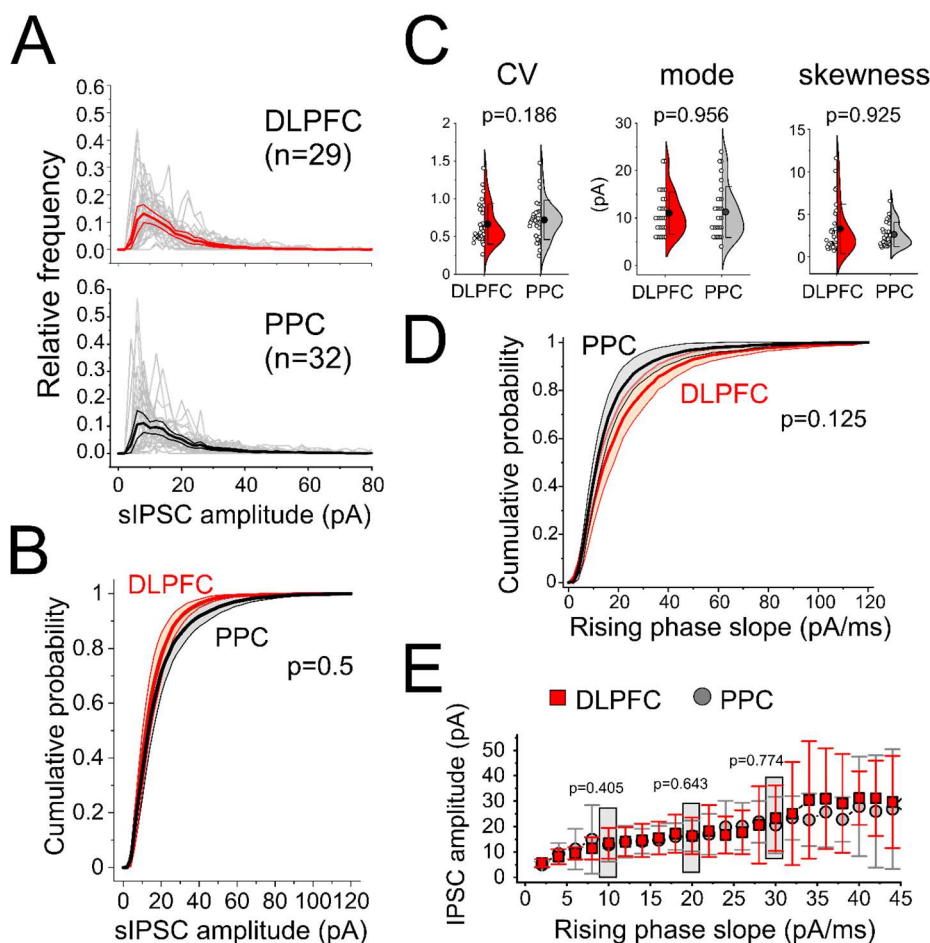 A
0.6
0.5
0.4
0.3
0.2
0.1
0.0
DLPFC
(n=29)
Relative frequency
0.6
0.5
0.4
0.3
0.2
0.1
0.0
PPC
(n=32)
0 20 40 60 80
sIPSC amplitude (pA)
B
1
0.8
0.6
0.4
0.2
0
Cumulative probability
DLPFC
PPC
p=0.5
0 20 40 60 80 100 120
sIPSC amplitude (pA)
C
CV
p=0.186
2
1.5
1
0.5
0
DLPFC PPC
mode
p=0.956
(pA)
30
20
10
0
DLPFC PPC
skewness
p=0.925
15
10
5
0
DLPFC PPC
D
1
0.8
0.6
0.4
0.2
0
Cumulative probability
PPC
DLPFC
p=0.125
0 20 40 60 80 100 120
Rising phase slope (pA/ms)
E
DLPFC PPC
IPSC amplitude (pA)
50
40
30
20
10
0
p=0.405
p=0.643
p=0.774
0 5 10 15 20 25 30 35 40 45
Rising phase slope (pA/ms)